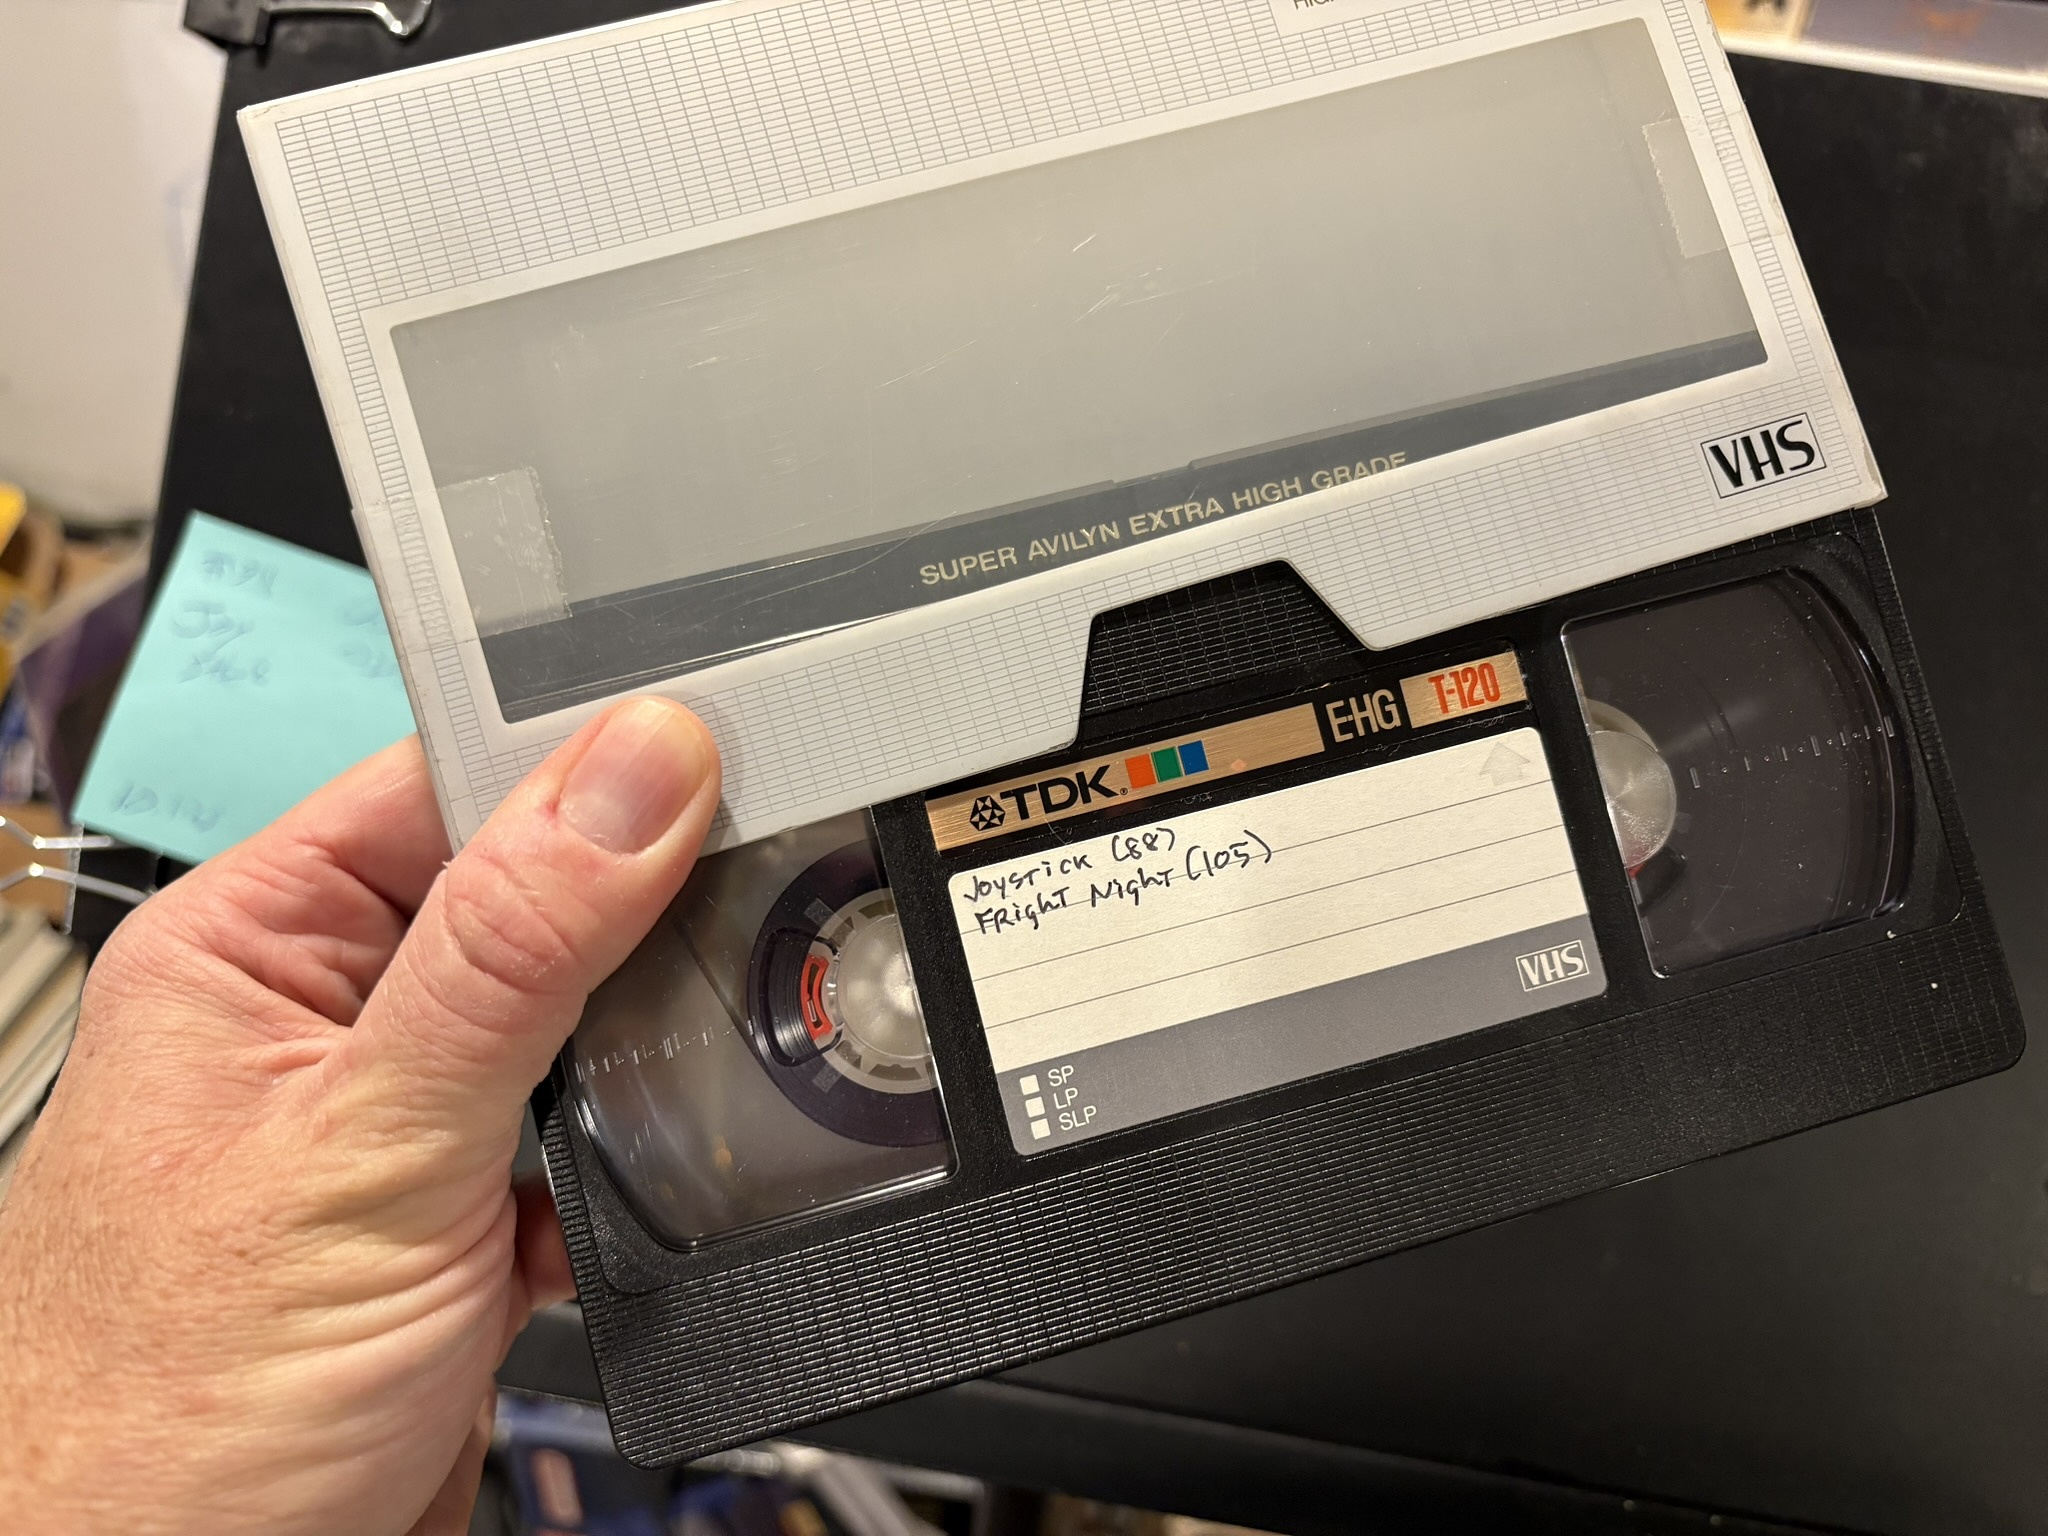 VHS
SUPER AVILYN EXTRA HIGH GRADE
TDK® E-HG T-120
Joystick (88)
Fright Night (105)
VHS
SP
LP
SLP